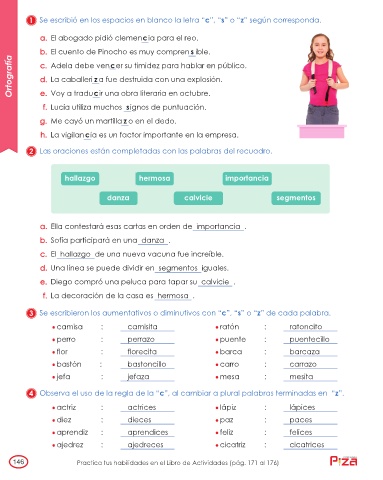 Ortografía
1 Se escribió en los espacios en blanco la letra "c", "s" o "z" según corresponda.
a. El abogado pidió clemencia para el reo.
b. El cuento de Pinocho es muy comprensible.
c. Adela debe vencer su timidez para hablar en público.
d. La caballeriza fue destruida con una explosión.
e. Voy a traducir una obra literaria en octubre.
f. Lucía utiliza muchos signos de puntuación.
g. Me cayó un martillazo en el dedo.
h. La vigilancia es un factor importante en la empresa.
2 Las oraciones están completadas con las palabras del recuadro.
hallazgo hermosa importancia
danza calvicie segmentos
a. Ella contestará esas cartas en orden de importancia .
b. Sofía participará en una danza .
c. El hallazgo de una nueva vacuna fue increíble.
d. Una línea se puede dividir en segmentos iguales.
e. Diego compró una peluca para tapar su calvicie .
f. La decoración de la casa es hermosa .
3 Se escribieron los aumentativos o diminutivos con "c", "s" o "z" de cada palabra.
camisa : camisita ratón : ratoncito
perro : perrazo puente : puentecillo
flor : florecita barca : barcaza
bastón : bastoncillo carro : carrazo
jefa : jefaza mesa : mesita
4 Observa el uso de la regla de la "c", al cambiar a plural palabras terminadas en "z".
actriz : actrices lápiz : lápices
diez : dieces paz : paces
aprendiz : aprendices feliz : felices
ajedrez : ajedreces cicatriz : cicatrices
146 Practica tus habilidades en el Libro de Actividades (pág. 171 al 176)